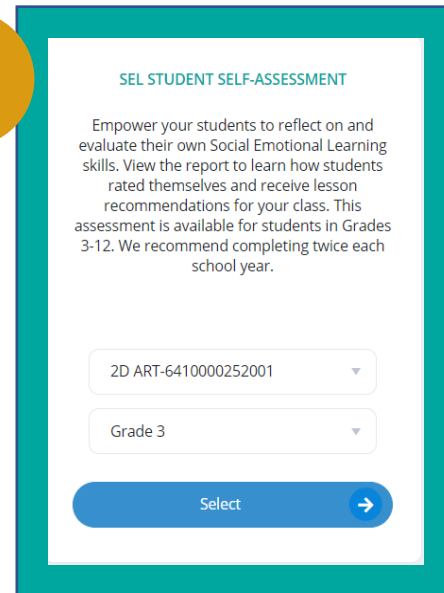 SEL STUDENT SELF-ASSESSMENT
Empower your students to reflect on and
evaluate their own Social Emotional Learning
skills. View the report to learn how students
rated themselves and receive lesson
recommendations for your class. This
assessment is available for students in Grades
3-12. We recommend completing twice each
school year.
2D ART-6410000252001
Grade 3
Select